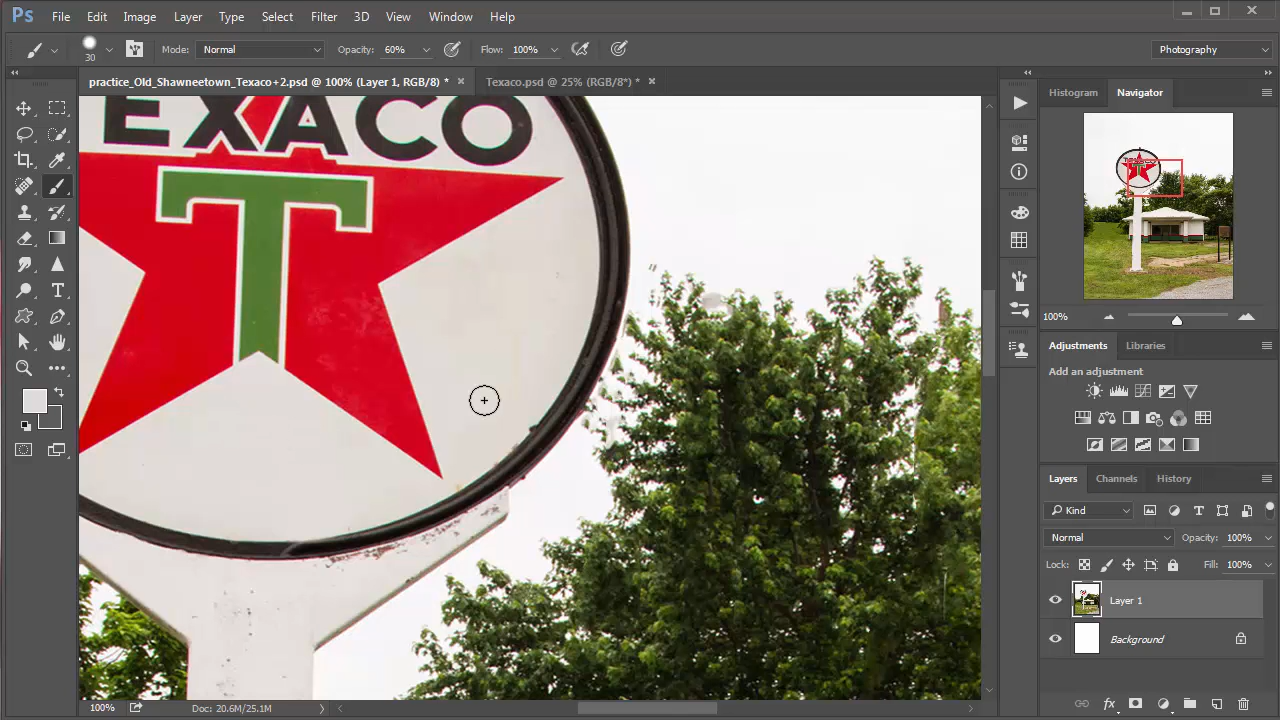 Ps File Edit Image Layer Type Select Filter 3D View Window Help
30 Mode: Normal Opacity: 60% Flow: 100% Photography
practice_Old_Shawneetown_Texaco+2.psd @ 100% (Layer 1, RGB/8) * Texaco.psd @ 25% (RGB/8*) *
Histogram Navigator
EXACO
T
100%
Adjustments Libraries
Add an adjustment
Layers Channels History
Kind
Normal Opacity: 100%
Lock: Fill: 100%
Layer 1
Background
fx
100% Doc: 20.6M/25.1M